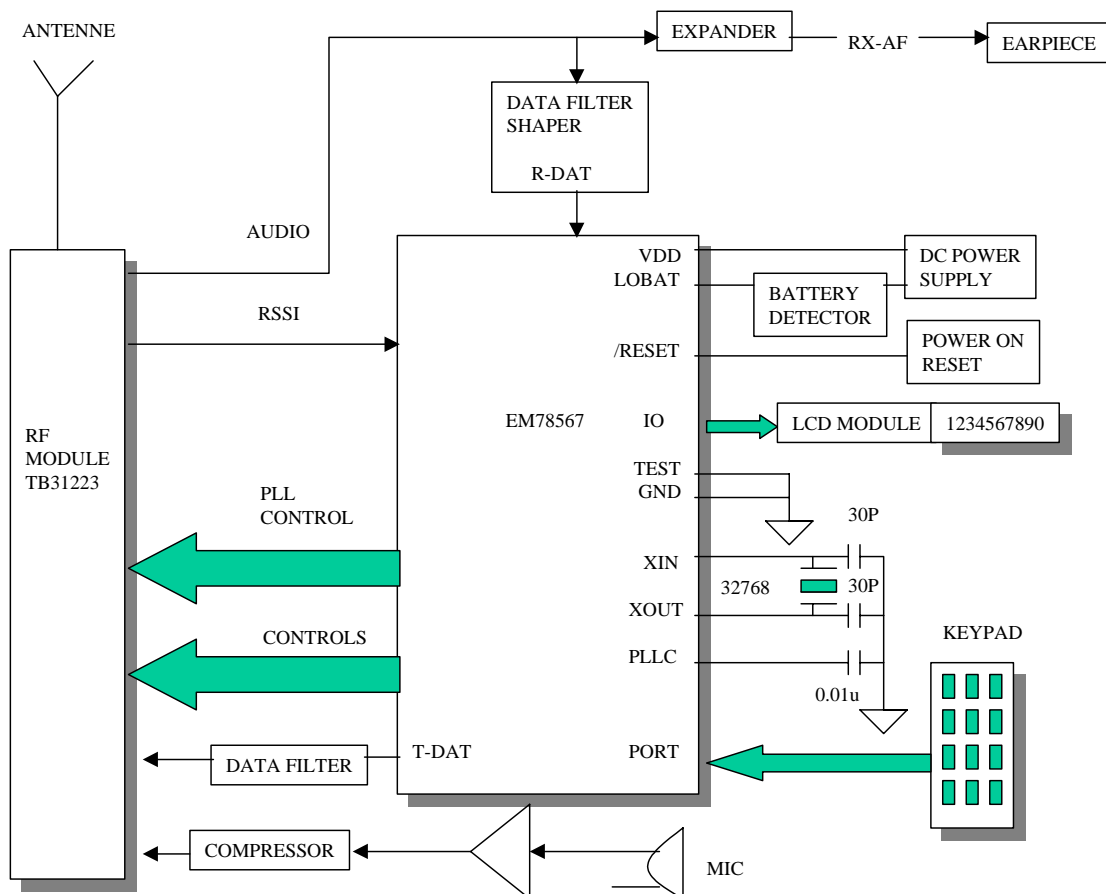 ANTENNE
EXPANDER
RX-AF
EARPIECE
DATA FILTER
SHAPER
R-DAT
AUDIO
RSSI
RF
MODULE
TB31223
PLL
CONTROL
CONTROLS
EM78567
VDD
LOBAT
/RESET
IO
TEST
GND
XIN
XOUT
PLLC
PORT
T-DAT
DC POWER
SUPPLY
BATTERY
DETECTOR
POWER ON
RESET
LCD MODULE
1234567890
30P
32768
30P
0.01u
KEYPAD
DATA FILTER
COMPRESSOR
MIC